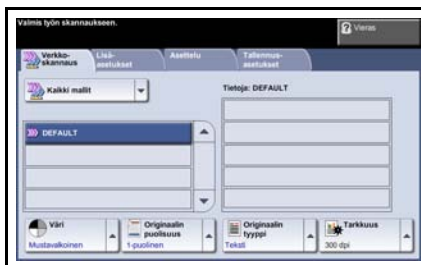 Valmis työn skannaukseen.
Vieras
Verkko-
skannaus
Lisä-
asetukset
Asettelu
Tallennus-
asetukset
Kaikki mallit
Tietoja: DEFAULT
DEFAULT
Väri
Mustavalkoinen
Originaalin
puolisuus
1-puolinen
Originaalin
tyyppi
Teksti
Tarkkuus
300 dpi